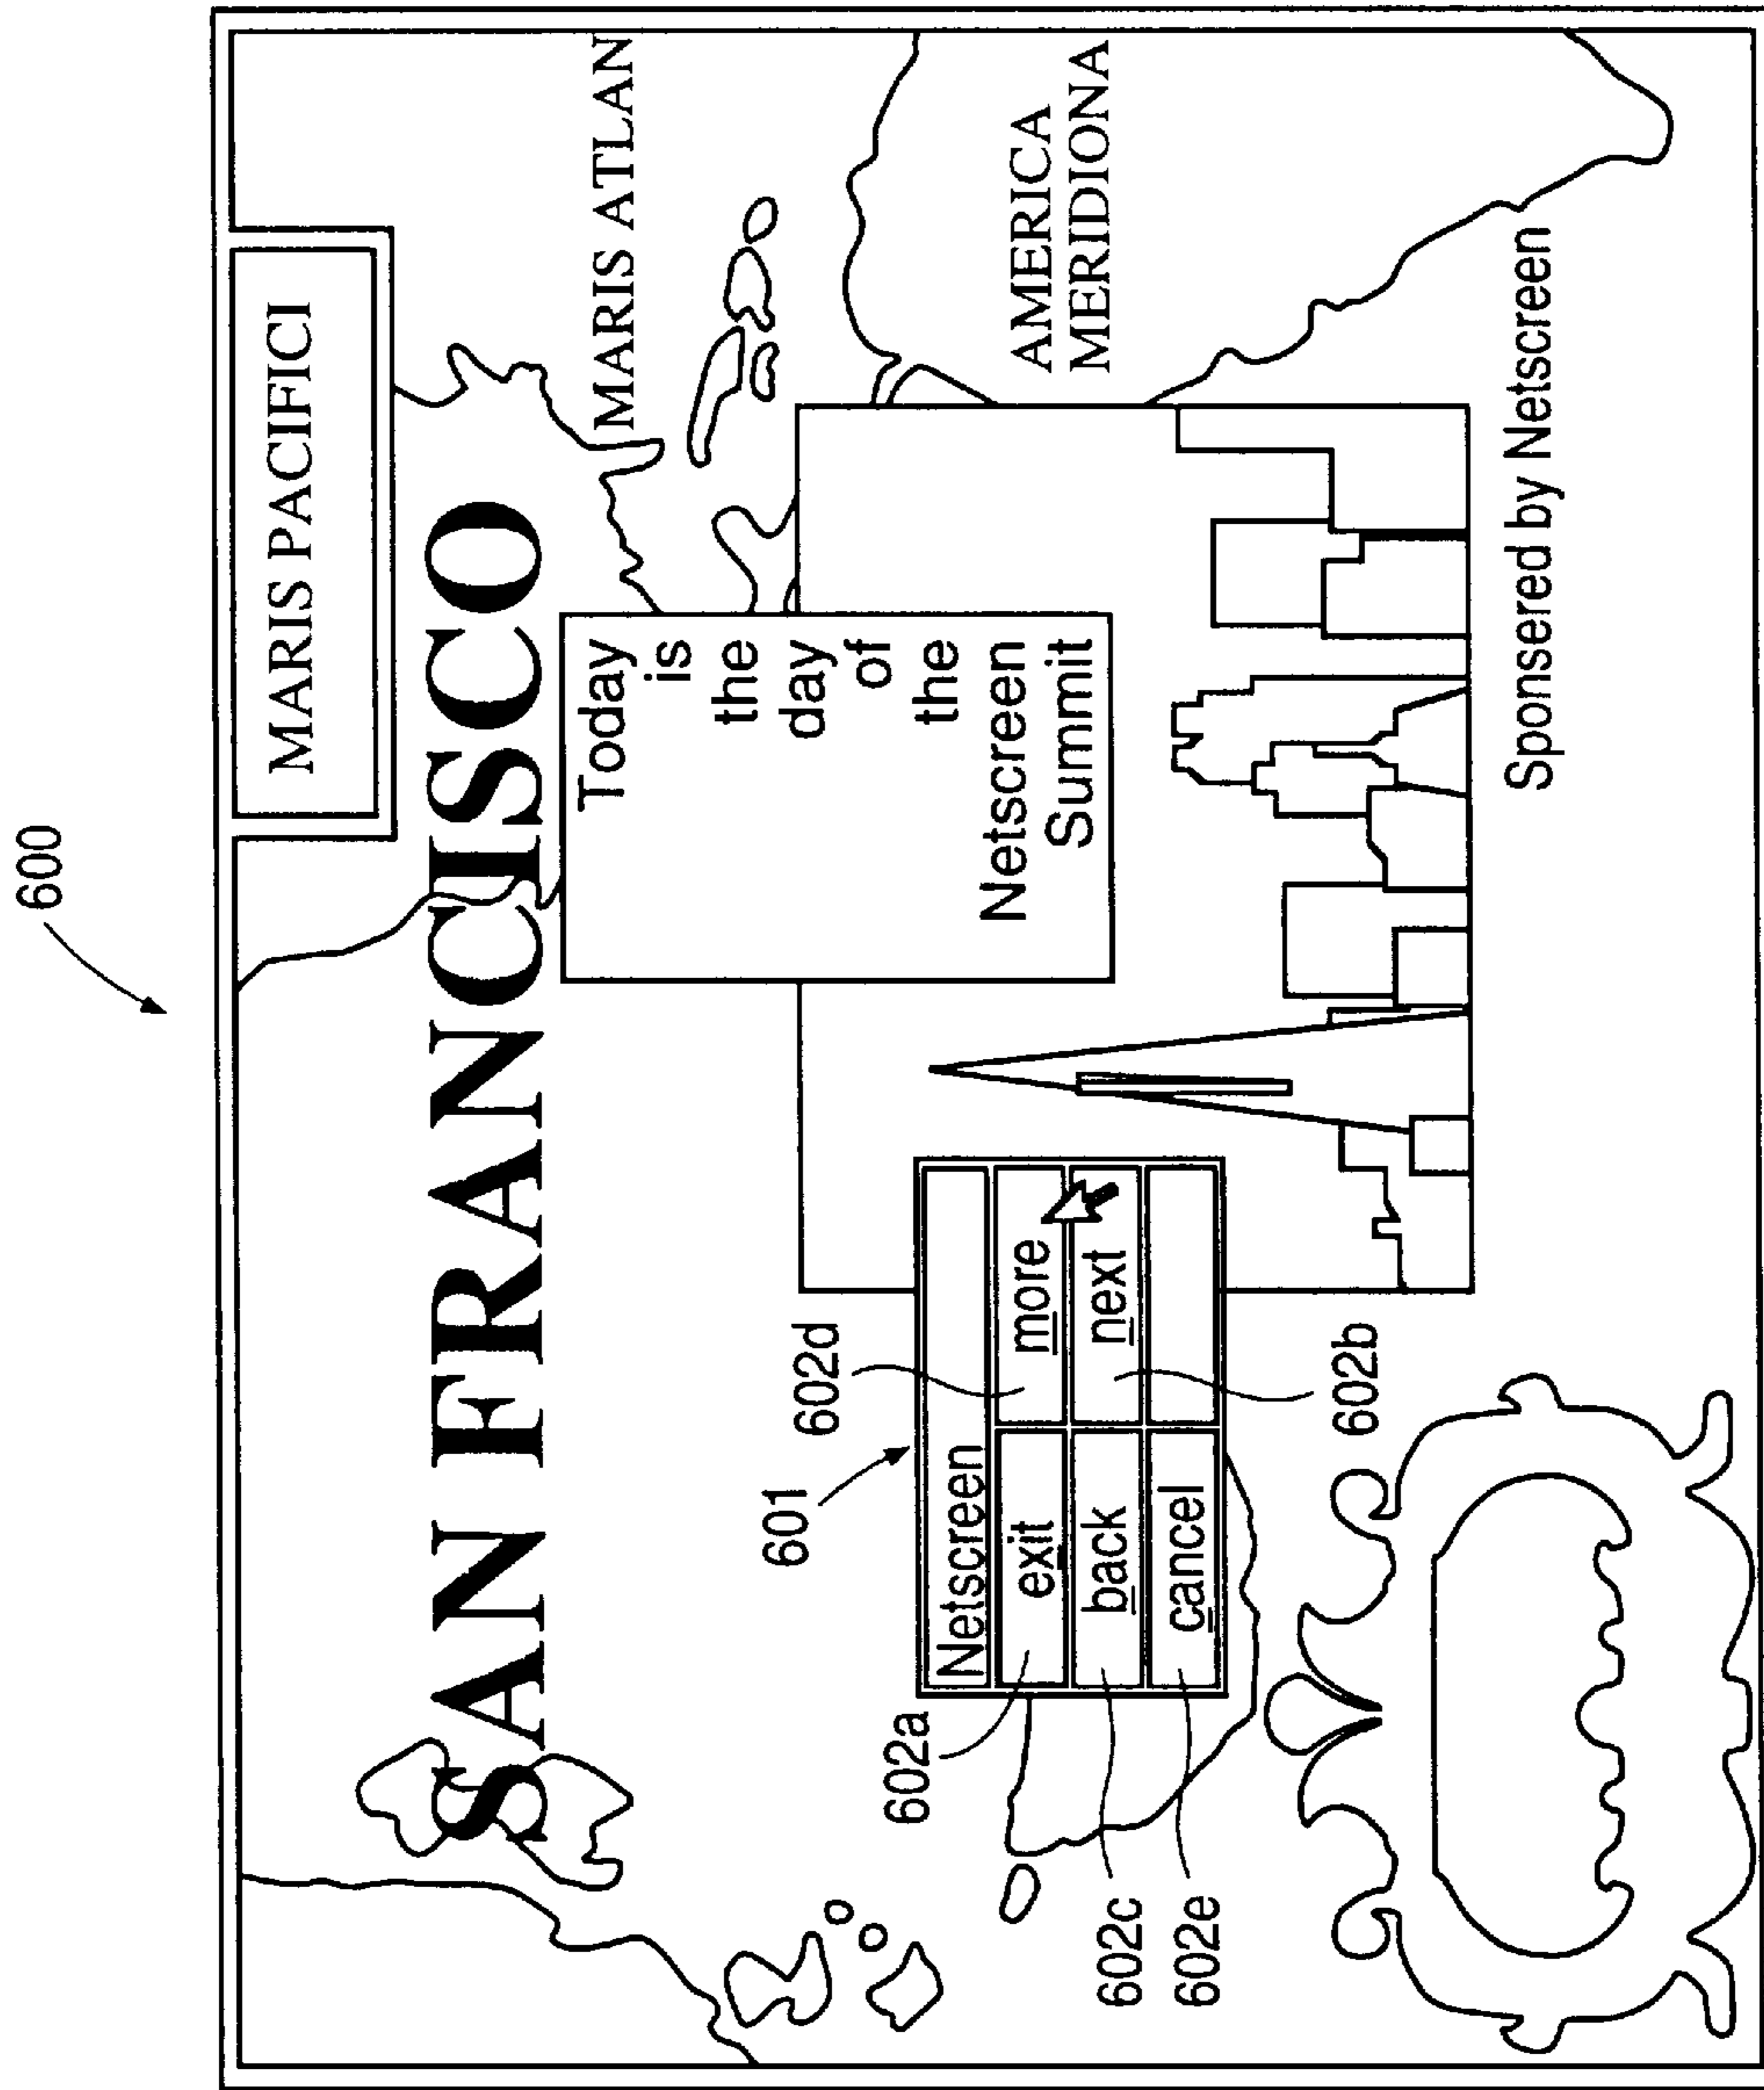 600
MARIS PACIFICI
SAN FRANCISCO
MARIS ATLAN
Today
is
the
day
of
the
Netscreen
Summit
AMERICA
MERIDIONA
601
602d
Netscreen
exit
more
back
next
cancel
602a
602b
602c
602e
Sponsered by Netscreen